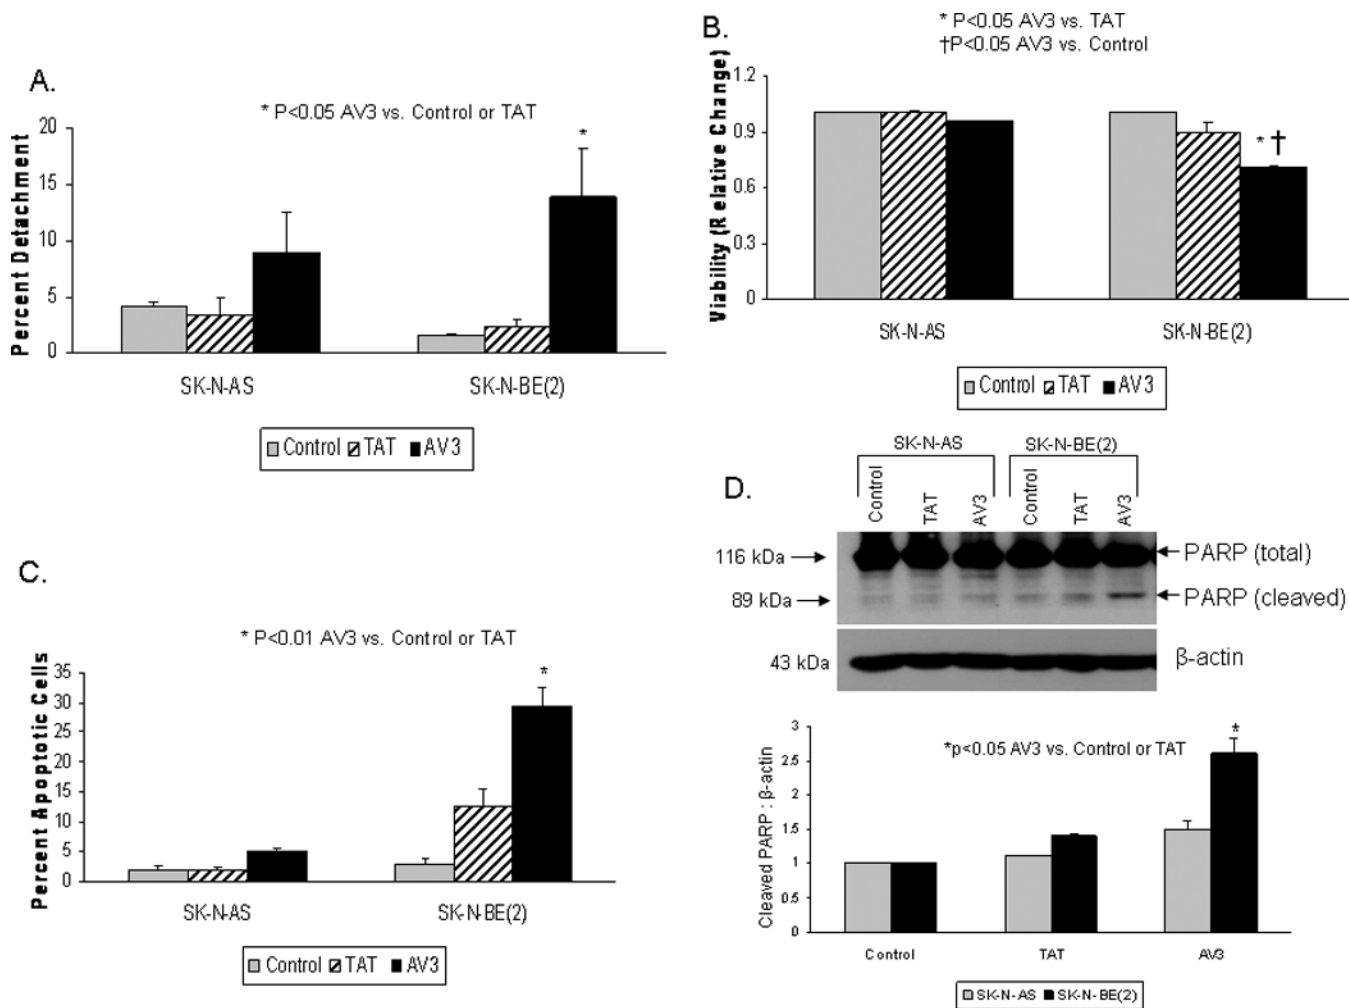 A.
* P<0.05 AV3 vs. Control or TAT
Percent Detachment
20
15
10
5
0
*
SK-N-AS
SK-N-BE(2)
Control TAT AV3
B.
* P<0.05 AV3 vs. TAT
†P<0.05 AV3 vs. Control
Viability (Relative Change)
1.2
0.9
0.6
0.3
0
* †
SK-N-AS
SK-N-BE(2)
Control TAT AV3
C.
* P<0.01 AV3 vs. Control or TAT
Percent Apoptotic Cells
35
30
25
20
15
10
5
0
*
SK-N-AS
SK-N-BE(2)
Control TAT AV3
D.
SK-N-AS
SK-N-BE(2)
Control
TAT
AV3
Control
TAT
AV3
116 kDa
PARP (total)
89 kDa
PARP (cleaved)
43 kDa
β-actin
*p<0.05 AV3 vs. Control or TAT
Cleaved PARP : β-actin
3
2.5
2
1.5
1
0.5
0
*
Control
TAT
AV3
SK-N-AS SK-N-BE(2)